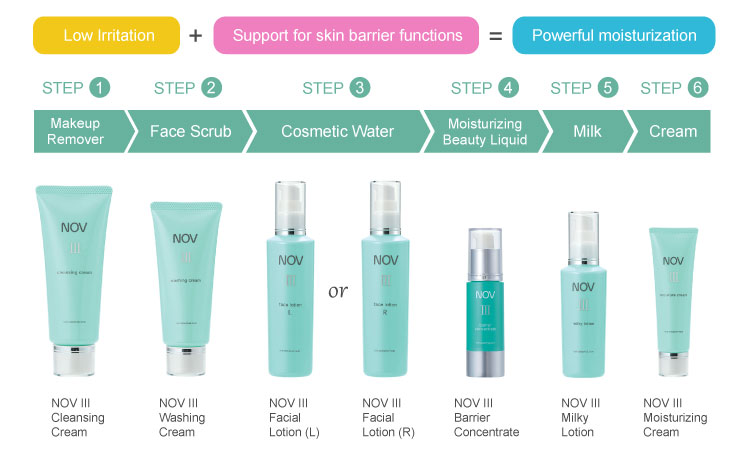 Low Irritation + Support for skin barrier functions = Powerful moisturization
STEP 1
STEP 2
STEP 3
STEP 4
STEP 5
STEP 6
Makeup
Remover
Face Scrub
Cosmetic Water
Moisturizing
Beauty Liquid
Milk
Cream
NOV
III
cleansing cream
NOV
III
washing cream
NOV
III
face lotion
L
or
NOV
III
face lotion
R
NOV
III
barrier
concentrate
NOV
III
milky lotion
NOV
III
NOV III
Cleansing
Cream
NOV III
Washing
Cream
NOV III
Facial
Lotion (L)
NOV III
Facial
Lotion (R)
NOV III
Barrier
Concentrate
NOV III
Milky
Lotion
NOV III
Moisturizing
Cream